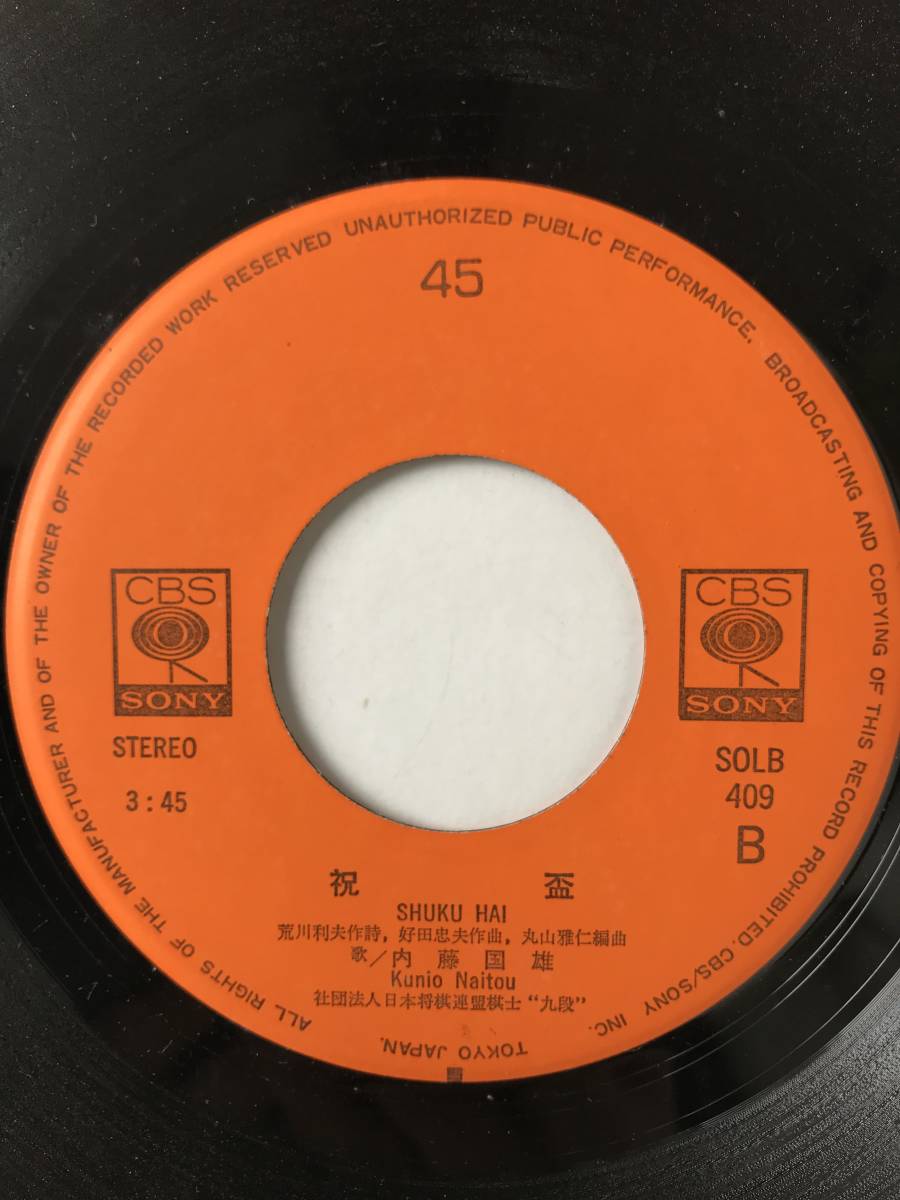 ALL RIGHTS OF THE MANUFACTURER AND OF THE OWNER OF THE RECORDED WORK RESERVED UNAUTHORIZED PUBLIC PERFORMANCE, BROADCASTING AND COPYING OF THIS RECORD PROHIBITED. CBS/SONY INC.
TOKYO JAPAN.
45
CBS
SONY
STEREO
3:45
CBS
SONY
SOLB
409
B
祝盃
SHUKU HAI
荒川利夫作詩, 好田忠夫作曲, 丸山雅仁編曲
歌/内藤国雄
Kunio Naitou
社団法人日本将棋連盟棋士“九段”